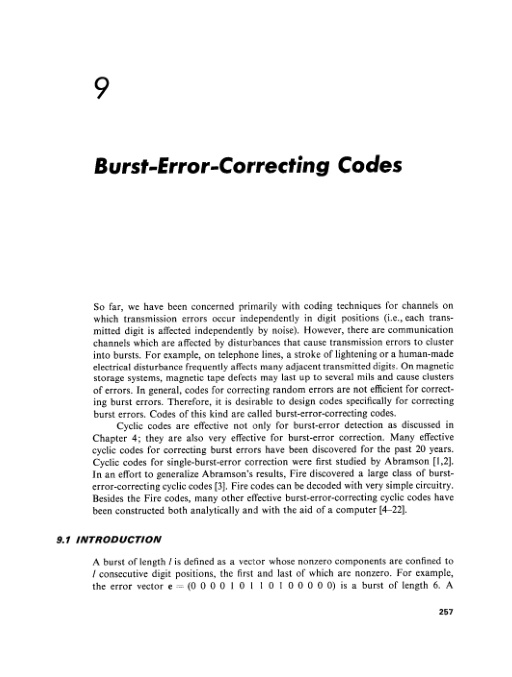 9
Burst-Error-Correcting Codes
So far, we have been concerned primarily with coding techniques for channels on
which transmission errors occur independently in digit positions (i.e., each trans-
mitted digit is affected independently by noise). However, there are communication
channels which are affected by disturbances that cause transmission errors to cluster
into bursts. For example, on telephone lines, a stroke of lightening or a human-made
electrical disturbance frequently affects many adjacent transmitted digits. On magnetic
storage systems, magnetic tape defects may last up to several mils and cause clusters
of errors. In general, codes for correcting random errors are not efficient for correct-
ing burst errors. Therefore, it is desirable to design codes specifically for correcting
burst errors. Codes of this kind are called burst-error-correcting codes.
Cyclic codes are effective not only for burst-error detection as discussed in
Chapter 4; they are also very effective for burst-error correction. Many effective
cyclic codes for correcting burst errors have been discovered for the past 20 years.
Cyclic codes for single-burst-error correction were first studied by Abramson [1,2].
In an effort to generalize Abramson's results, Fire discovered a large class of burst-
error-correcting cyclic codes [3]. Fire codes can be decoded with very simple circuitry.
Besides the Fire codes, many other effective burst-error-correcting cyclic codes have
been constructed both analytically and with the aid of a computer [4–22].
9.1 INTRODUCTION
A burst of length l is defined as a vector whose nonzero components are confined to
l consecutive digit positions, the first and last of which are nonzero. For example,
the error vector e = (0 0 0 0 1 0 1 1 0 1 0 0 0 0 0) is a burst of length 6. A
257